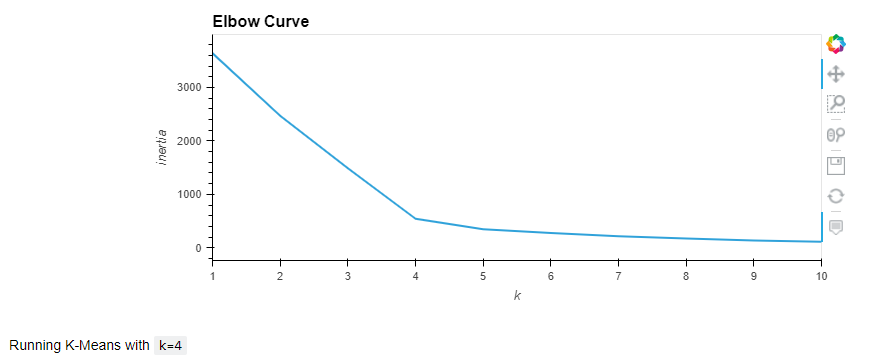 Elbow Curve
3000
2000
1000
0
inertia
1 2 3 4 5 6 7 8 9 10
k
Running K-Means with k=4